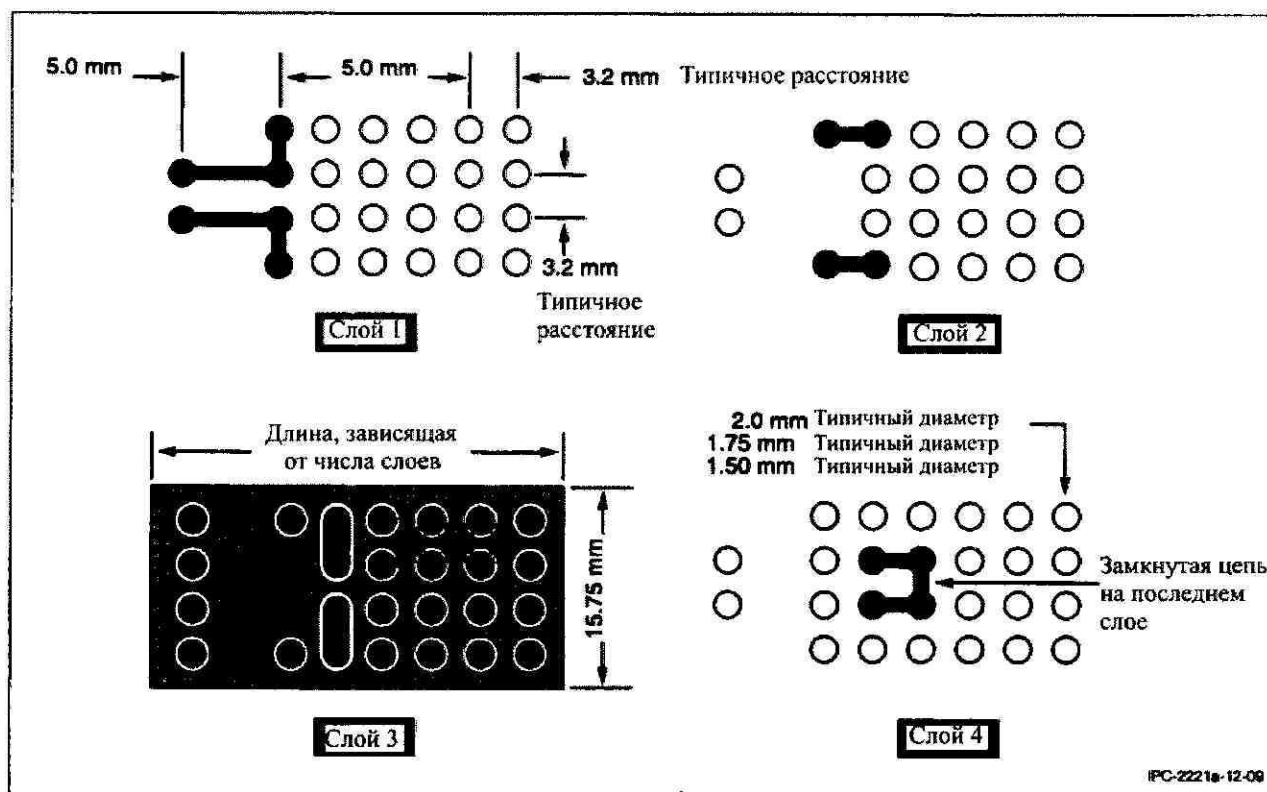 5.0 mm
5.0 mm
3.2 mm Типичное расстояние
3.2 mm
Типичное
расстояние
Слой 1
Слой 2
Длина, зависящая
от числа слоев
15.75 mm
Слой 3
2.0 mm Типичный диаметр
1.75 mm Типичный диаметр
1.50 mm Типичный диаметр
Замкнутая цепь
на последнем
слое
Слой 4
IPC-2221a-12-09